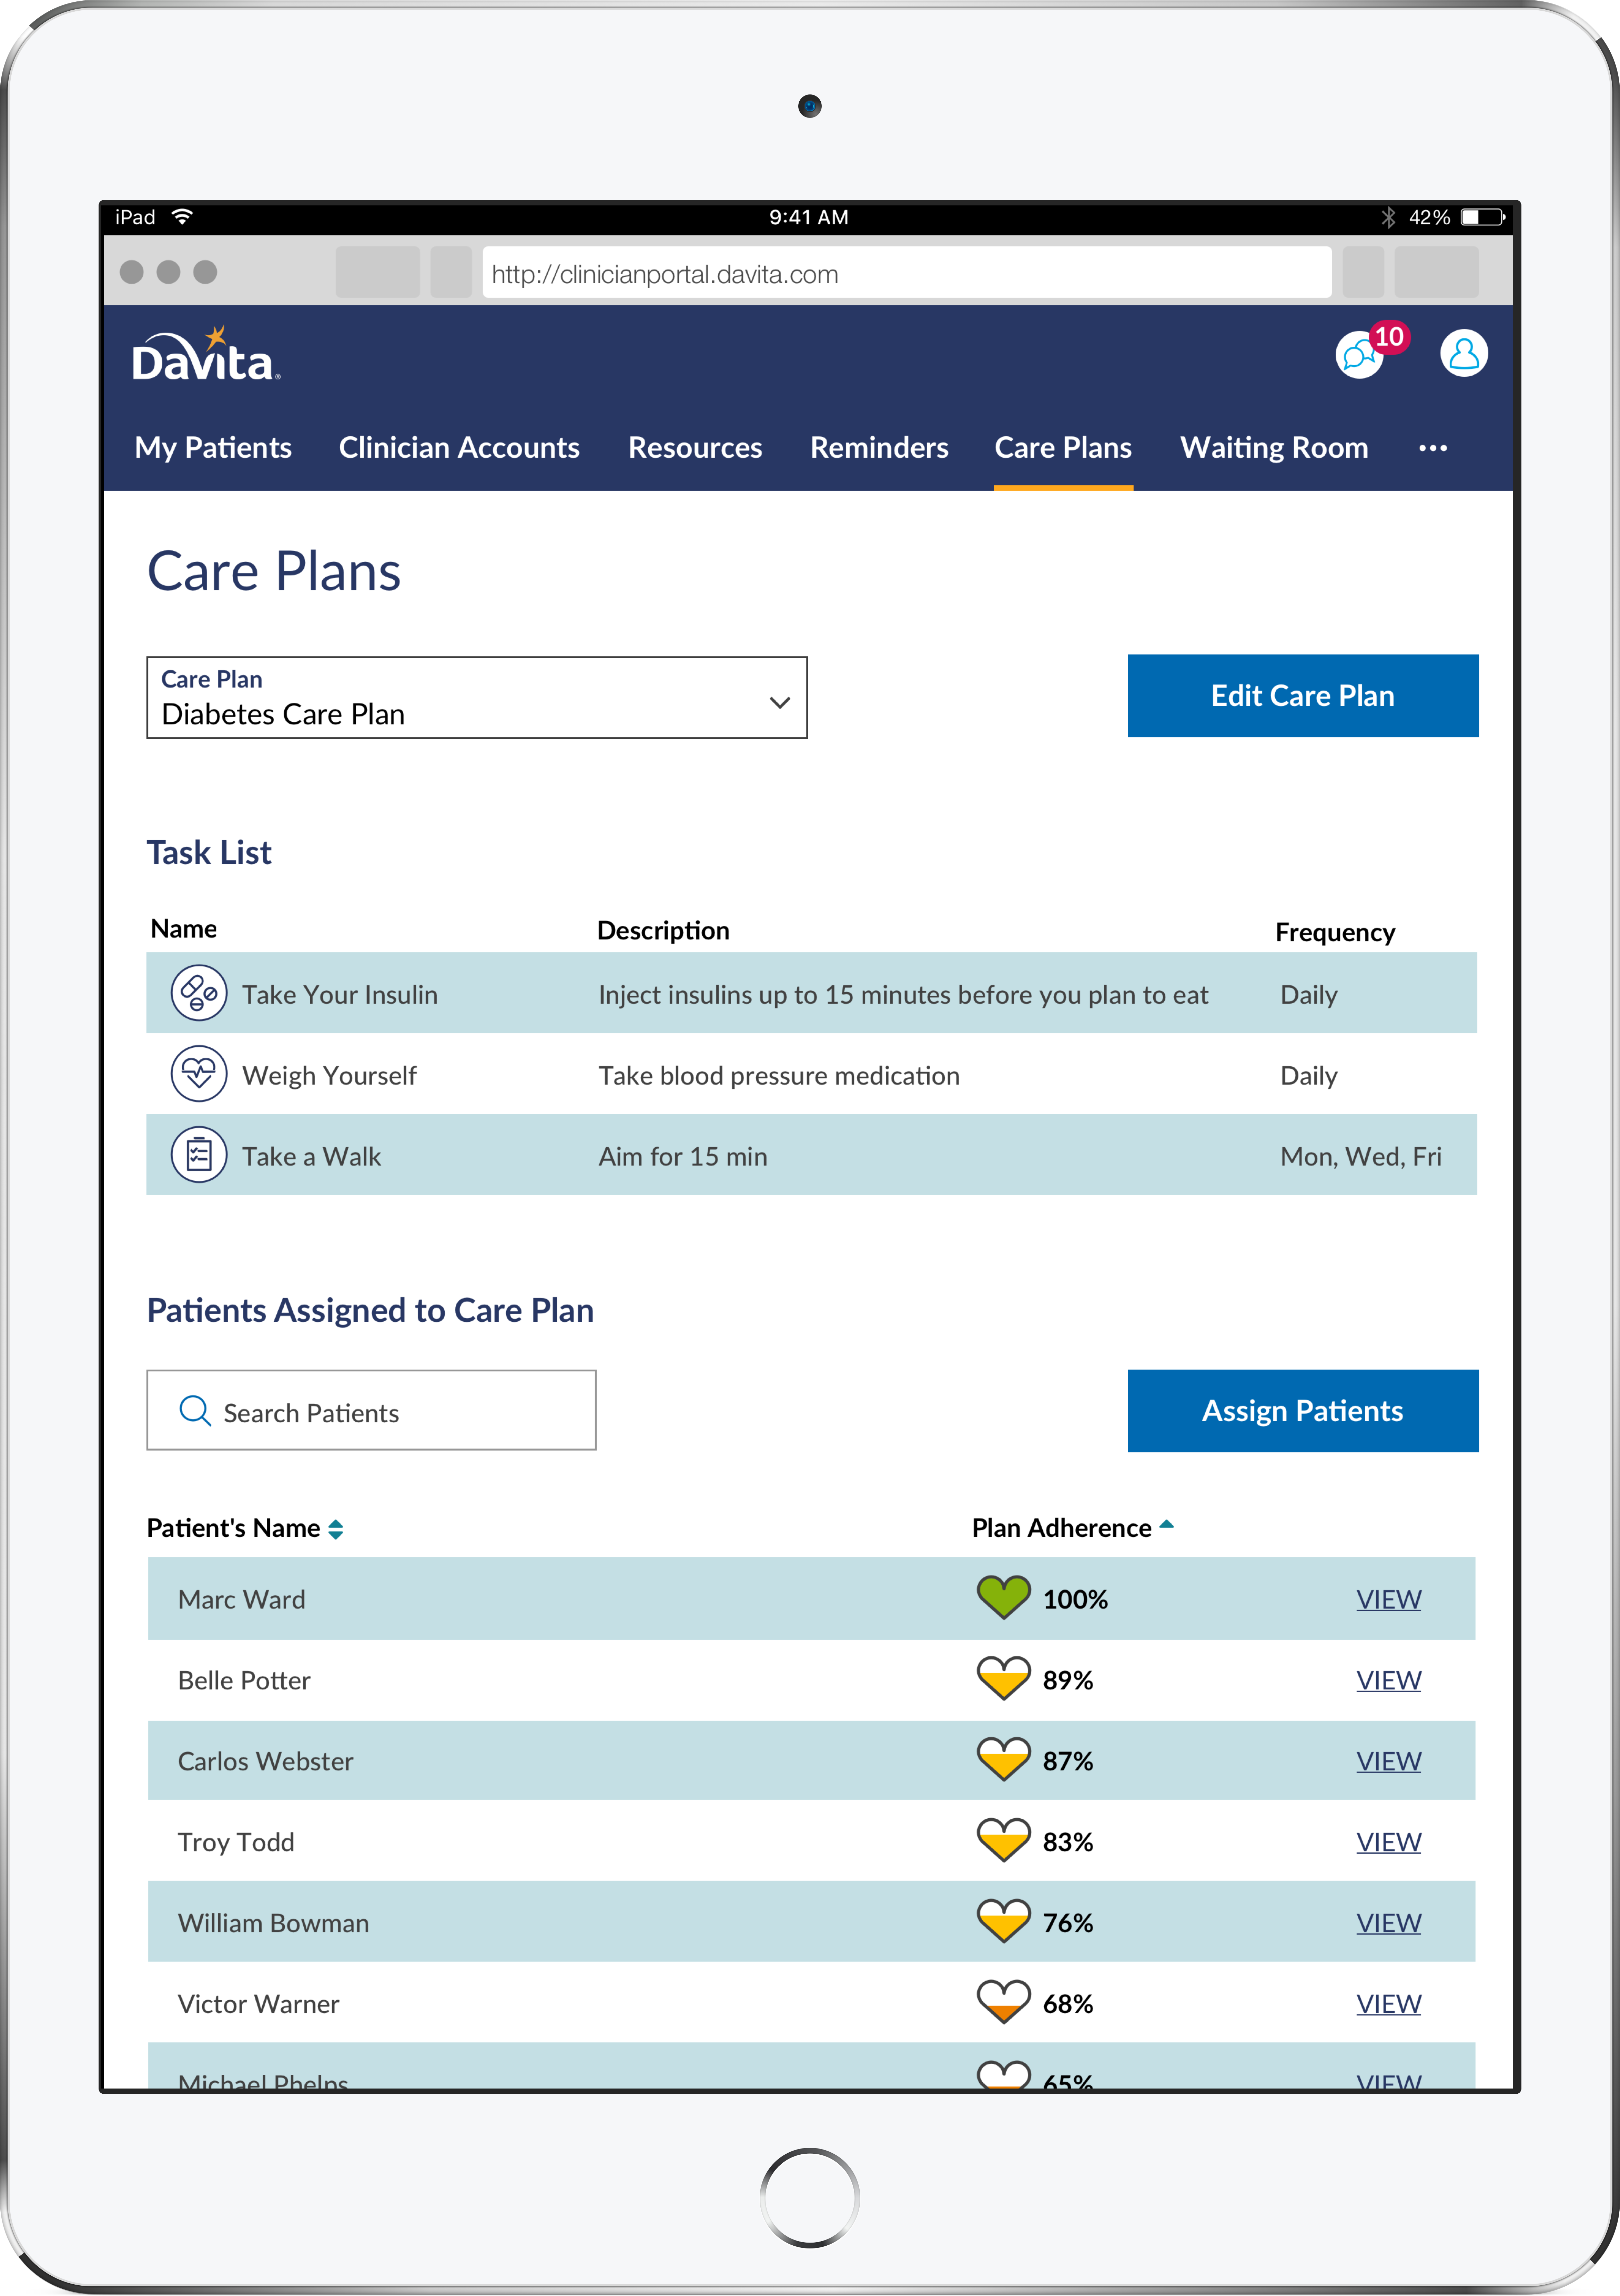 iPad 9:41 AM 42%
http://clinicianportal.davita.com
DaVita®
10
My Patients Clinician Accounts Resources Reminders Care Plans Waiting Room ...
Care Plans
Care Plan
Diabetes Care Plan
Edit Care Plan
Task List
Name Description Frequency
Take Your Insulin Inject insulins up to 15 minutes before you plan to eat Daily
Weigh Yourself Take blood pressure medication Daily
Take a Walk Aim for 15 min Mon, Wed, Fri
Patients Assigned to Care Plan
Search Patients
Assign Patients
Patient's Name Plan Adherence
Marc Ward 100% VIEW
Belle Potter 89% VIEW
Carlos Webster 87% VIEW
Troy Todd 83% VIEW
William Bowman 76% VIEW
Victor Warner 68% VIEW
Michael Phelps 65% VIEW